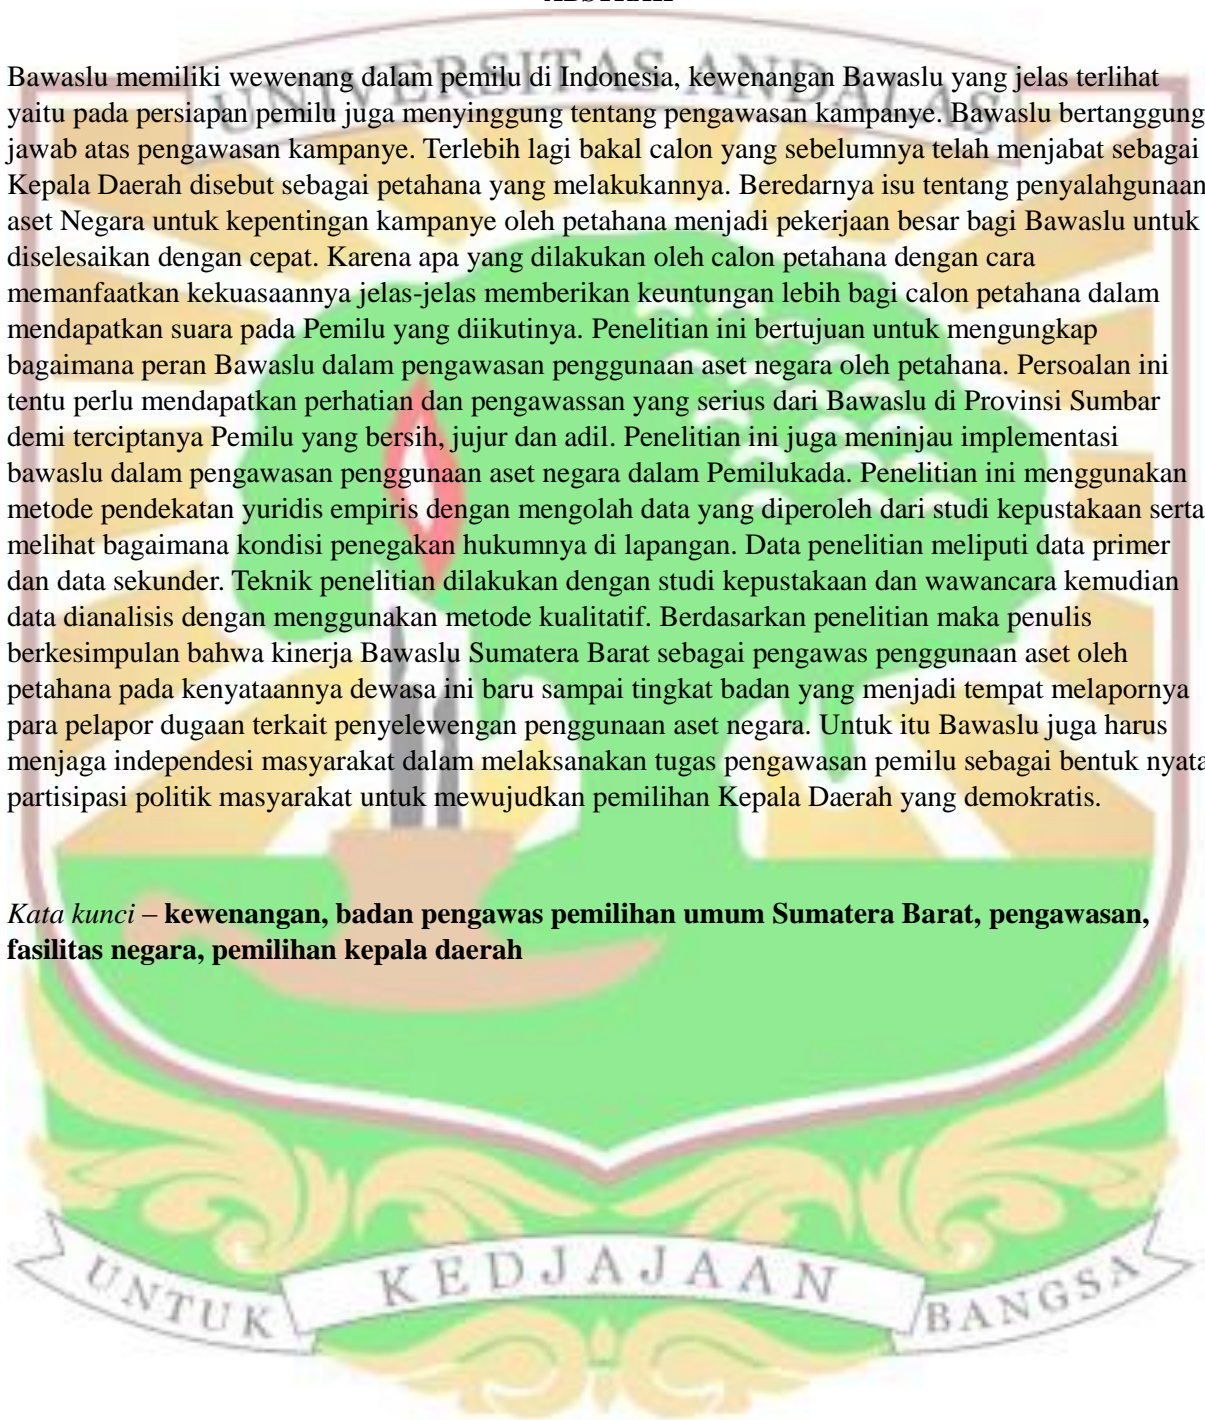 UNIVERSITAS ANDALAS
Bawaslu memiliki wewenang dalam pemilu di Indonesia, kewenangan Bawaslu yang jelas terlihat
yaitu pada persiapan pemilu juga menyinggung tentang pengawasan kampanye. Bawaslu bertanggung
jawab atas pengawasan kampanye. Terlebih lagi bakal calon yang sebelumnya telah menjabat sebagai
Kepala Daerah disebut sebagai petahana yang melakukannya. Beredarnya isu tentang penyalahgunaan
aset Negara untuk kepentingan kampanye oleh petahana menjadi pekerjaan besar bagi Bawaslu untuk
diselesaikan dengan cepat. Karena apa yang dilakukan oleh calon petahana dengan cara
memanfaatkan kekuasaannya jelas-jelas memberikan keuntungan lebih bagi calon petahana dalam
mendapatkan suara pada Pemilu yang diikutinya. Penelitian ini bertujuan untuk mengungkap
bagaimana peran Bawaslu dalam pengawasan penggunaan aset negara oleh petahana. Persoalan ini
tentu perlu mendapatkan perhatian dan pengawassan yang serius dari Bawaslu di Provinsi Sumbar
demi terciptanya Pemilu yang bersih, jujur dan adil. Penelitian ini juga meninjau implementasi
bawaslu dalam pengawasan penggunaan aset negara dalam Pemilukada. Penelitian ini menggunakan
metode pendekatan yuridis empiris dengan mengolah data yang diperoleh dari studi kepustakaan serta
melihat bagaimana kondisi penegakan hukumnya di lapangan. Data penelitian meliputi data primer
dan data sekunder. Teknik penelitian dilakukan dengan studi kepustakaan dan wawancara kemudian
data dianalisis dengan menggunakan metode kualitatif. Berdasarkan penelitian maka penulis
berkesimpulan bahwa kinerja Bawaslu Sumatera Barat sebagai pengawas penggunaan aset oleh
petahana pada kenyataannya dewasa ini baru sampai tingkat badan yang menjadi tempat melapornya
para pelapor dugaan terkait penyelewengan penggunaan aset negara. Untuk itu Bawaslu juga harus
menjaga independesi masyarakat dalam melaksanakan tugas pengawasan pemilu sebagai bentuk nyata
partisipasi politik masyarakat untuk mewujudkan pemilihan Kepala Daerah yang demokratis.
Kata kunci – kewenangan, badan pengawas pemilihan umum Sumatera Barat, pengawasan,
fasilitas negara, pemilihan kepala daerah
UNTUK KEDJAJAAN BANGSA